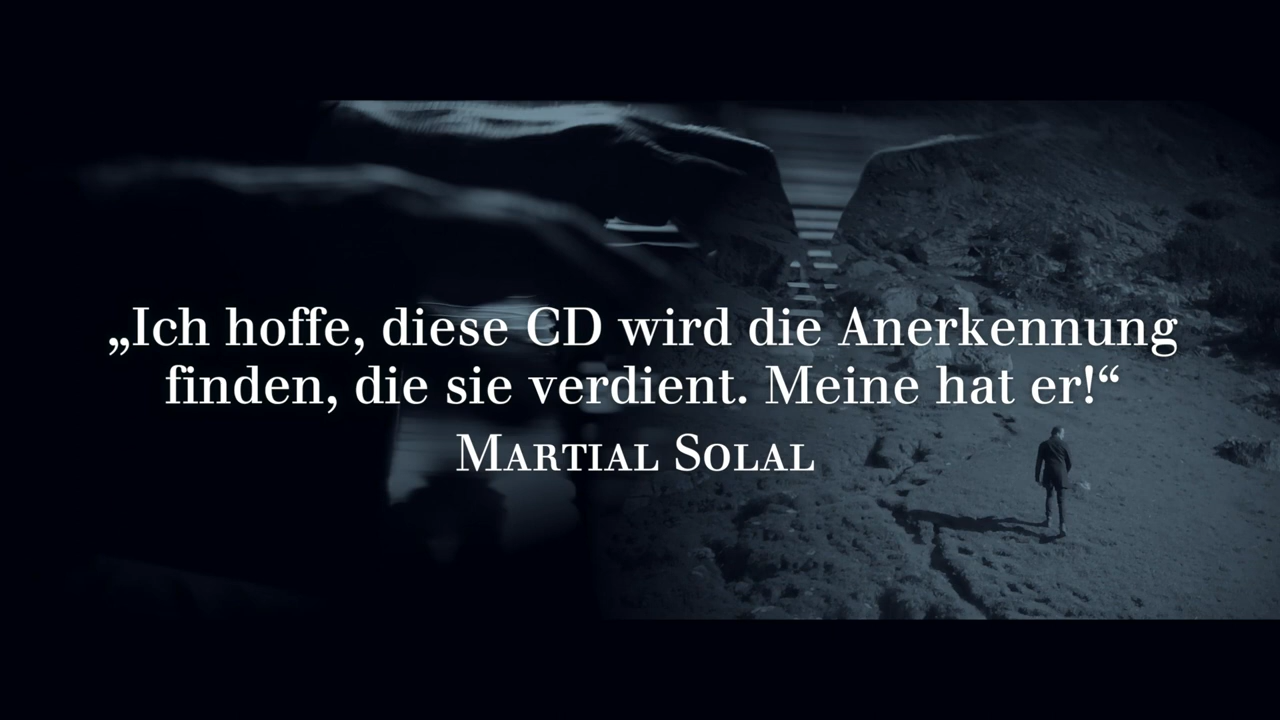 „Ich hoffe, diese CD wird die Anerkennung
finden, die sie verdient. Meine hat er!“
Martial Solal